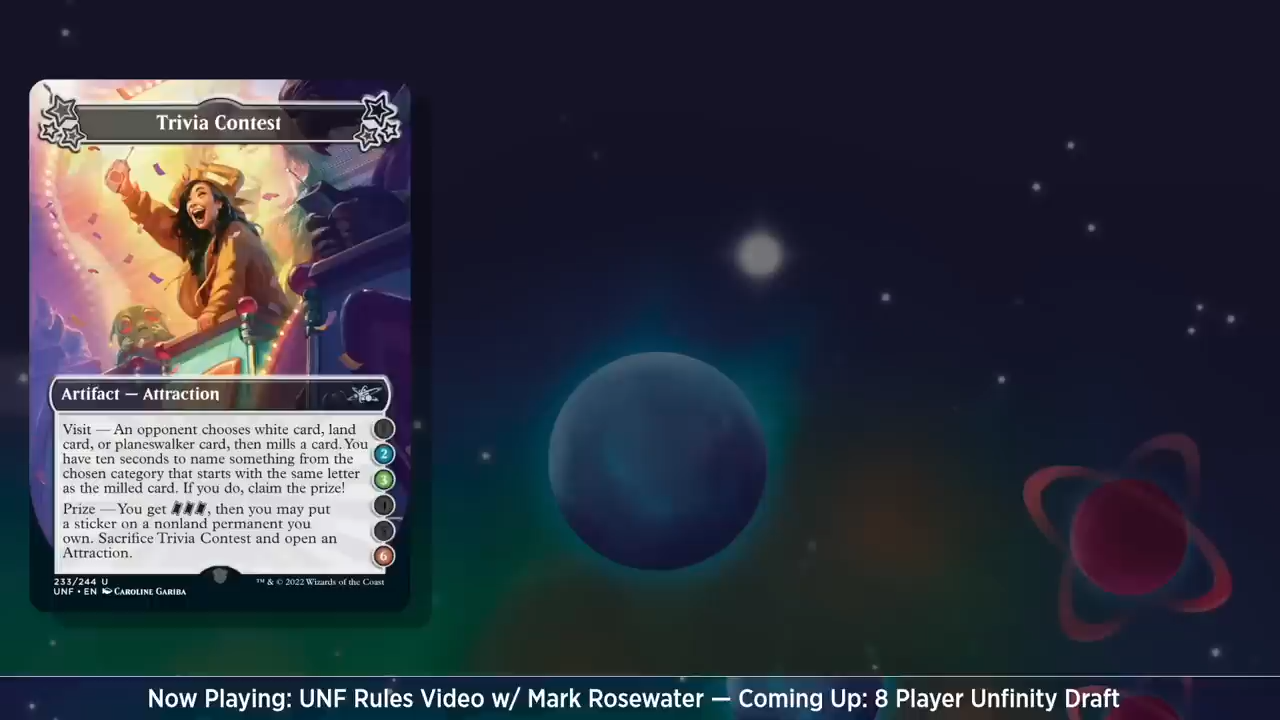 Trivia Contest
Artifact — Attraction
Visit — An opponent chooses white card, land
card, or planeswalker card, then mills a card. You
have ten seconds to name something from the
chosen category that starts with the same letter
as the milled card. If you do, claim the prize!
2
3
Prize — You get , then you may put
a sticker on a nonland permanent you
own. Sacrifice Trivia Contest and open an
Attraction.
6
233/244 U
UNF • EN Caroline Gariba
™ & © 2022 Wizards of the Coast
Now Playing: UNF Rules Video w/ Mark Rosewater — Coming Up: 8 Player Unfinity Draft